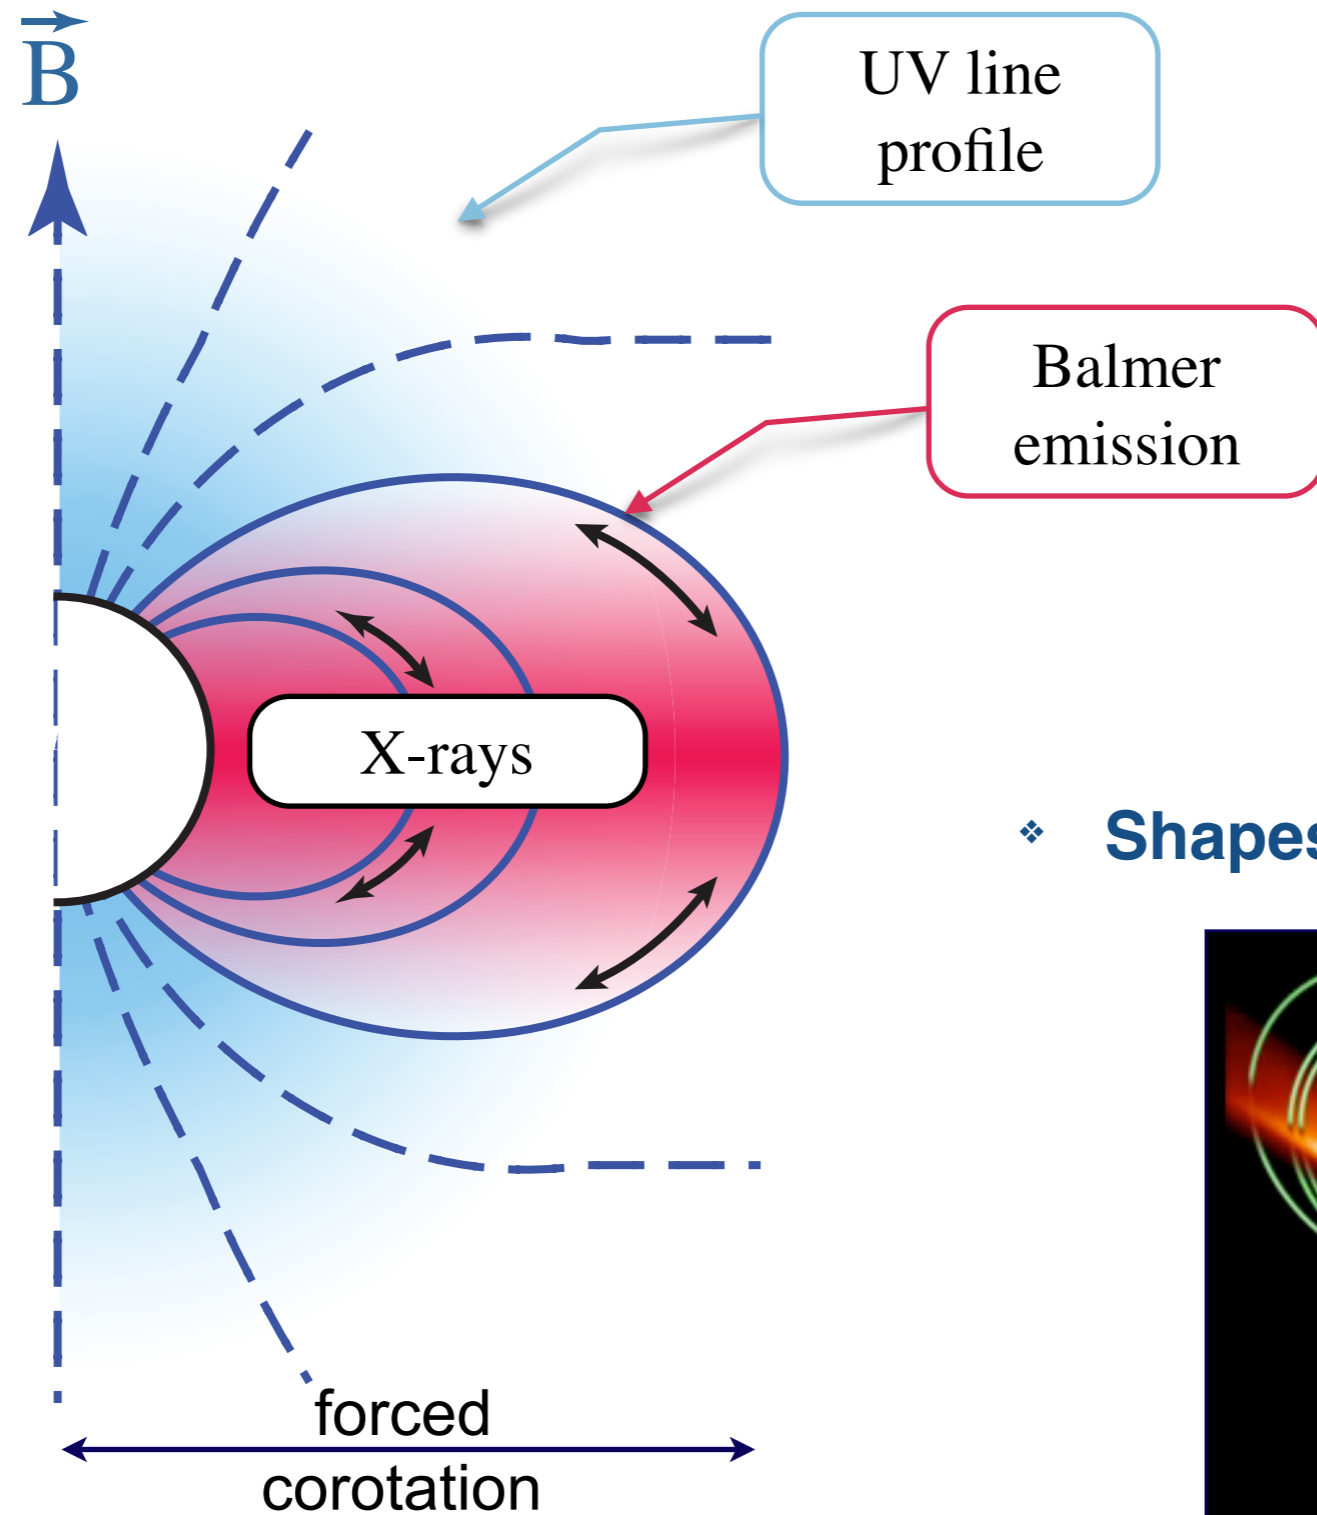 B
UV line
profile
Balmer
emission
X-rays
❖ Shapes
forced
corotation